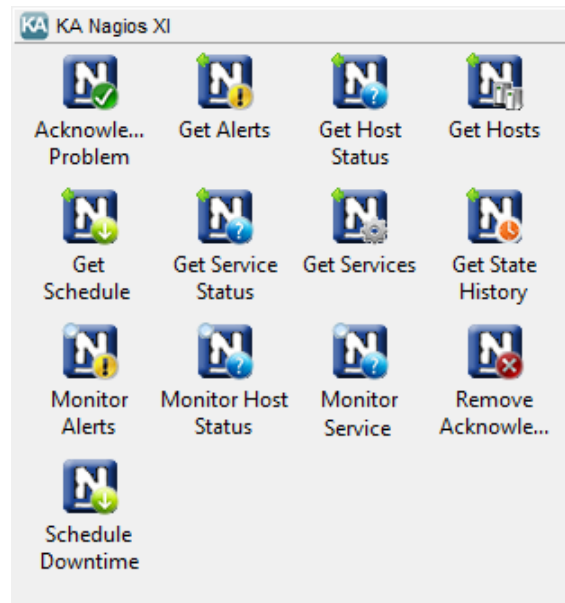 KA KA Nagios XI
Acknowle... Get Alerts Get Host Get Hosts
Problem Status
Get Get Service Get Services Get State
Schedule Status History
Monitor Monitor Host Monitor Remove
Alerts Status Service Acknowle...
Schedule
Downtime